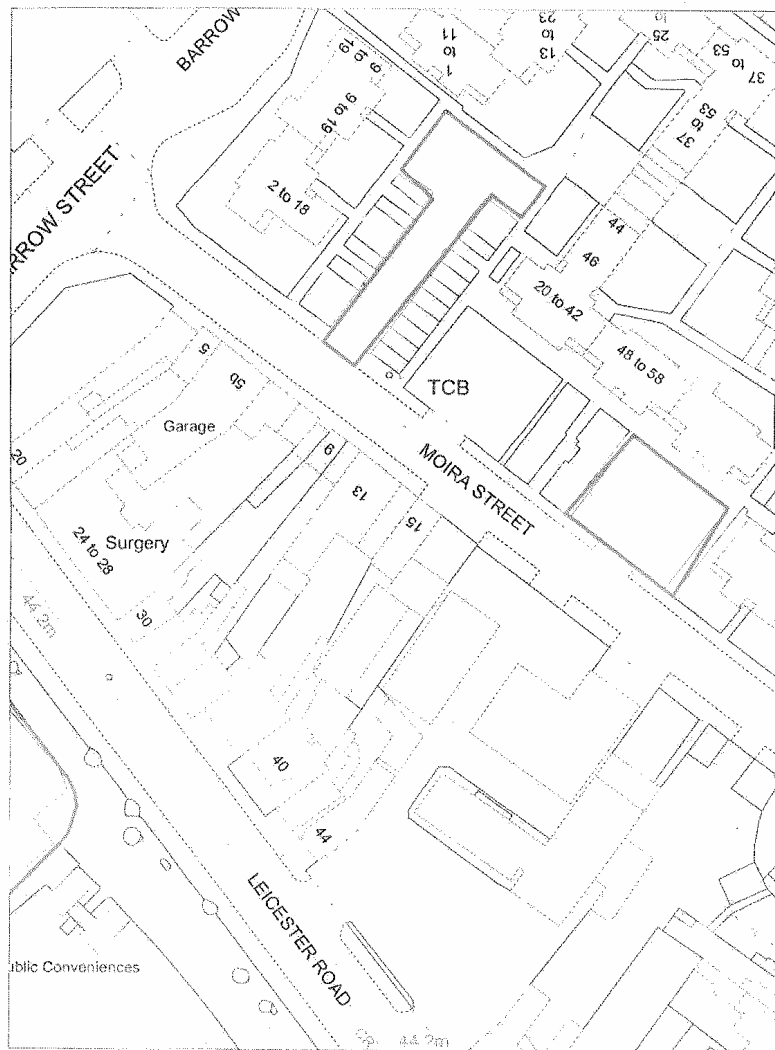 BARROW
RROW STREET
6 to 19
9 to 19
2 to 18
1 to 11
13 to 23
25
37 to 53
37 to 53
44
46
20 to 42
48 to 58
TCB
MOIRA STREET
5
5b
Garage
9
13
15
20
24 to 28
Surgery
30
44.2m
40
44
LEICESTER ROAD
ublic Conveniences
44.2m